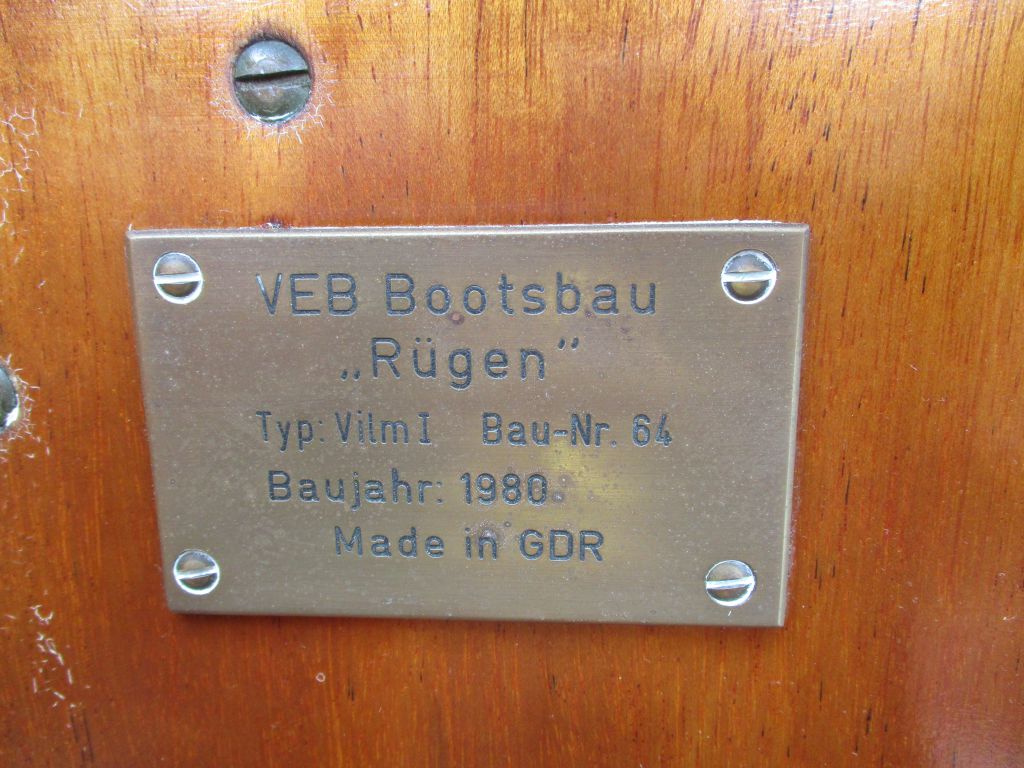 VEB Bootsbau
„Rügen“
Typ: Vilm I Bau-Nr. 64
Baujahr: 1980
Made in GDR